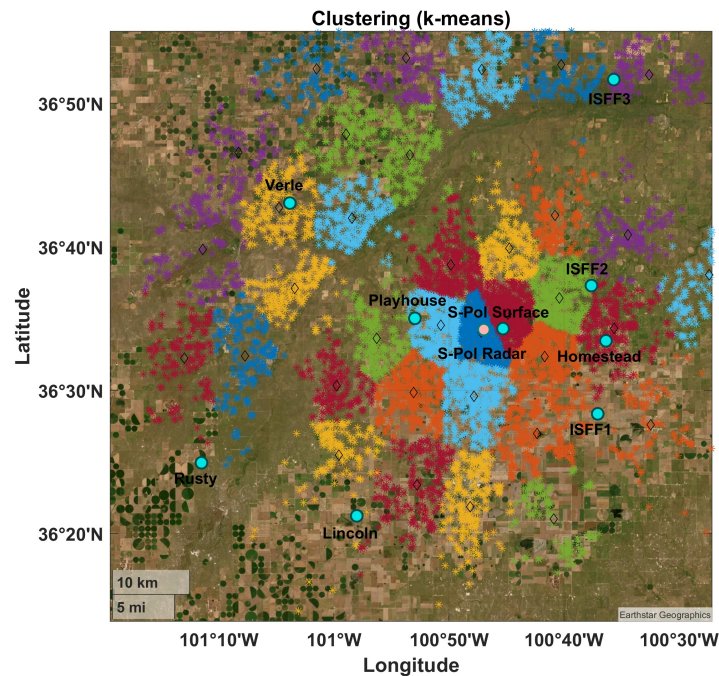 Clustering (k-means)
36°50'N
ISFF3
Verle
36°40'N
ISFF2
Playhouse
S-Pol Surface
Latitude
S-Pol Radar
Homestead
36°30'N
ISFF1
Rusty
Lincoln
36°20'N
10 km
5 mi
Earthstar Geographics
101°10'W
101°W
100°50'W
100°40'W
100°30'W
Longitude